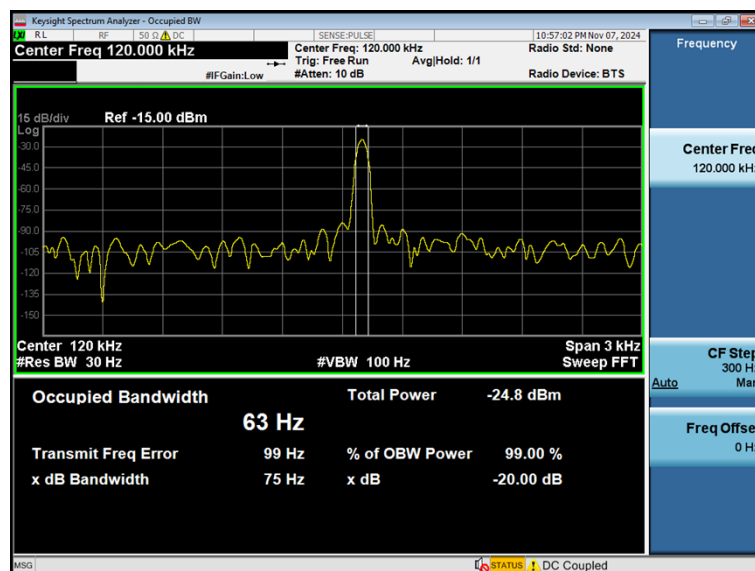 Keysight Spectrum Analyzer - Occupied BW
LXI RL RF 50 Ω DC SENSE:PULSE 10:57:02 PM Nov 07, 2024
Center Freq 120.000 kHz
Center Freq: 120.000 kHz Radio Std: None
Trig: Free Run Avg|Hold: 1/1
#IFGain:Low #Atten: 10 dB Radio Device: BTS
Frequency
15 dB/div Ref -15.00 dBm
Log
-30.0
-45.0
-60.0
-75.0
-90.0
-105
-120
-135
-150
Center 120 kHz Span 3 kHz
#Res BW 30 Hz #VBW 100 Hz Sweep FFT
Occupied Bandwidth Total Power -24.8 dBm
63 Hz
Transmit Freq Error 99 Hz % of OBW Power 99.00 %
x dB Bandwidth 75 Hz x dB -20.00 dB
Center Freq
120.000 kHz
CF Step
300 Hz
Auto Man
Freq Offse
0 Hz
MSG STATUS DC Coupled